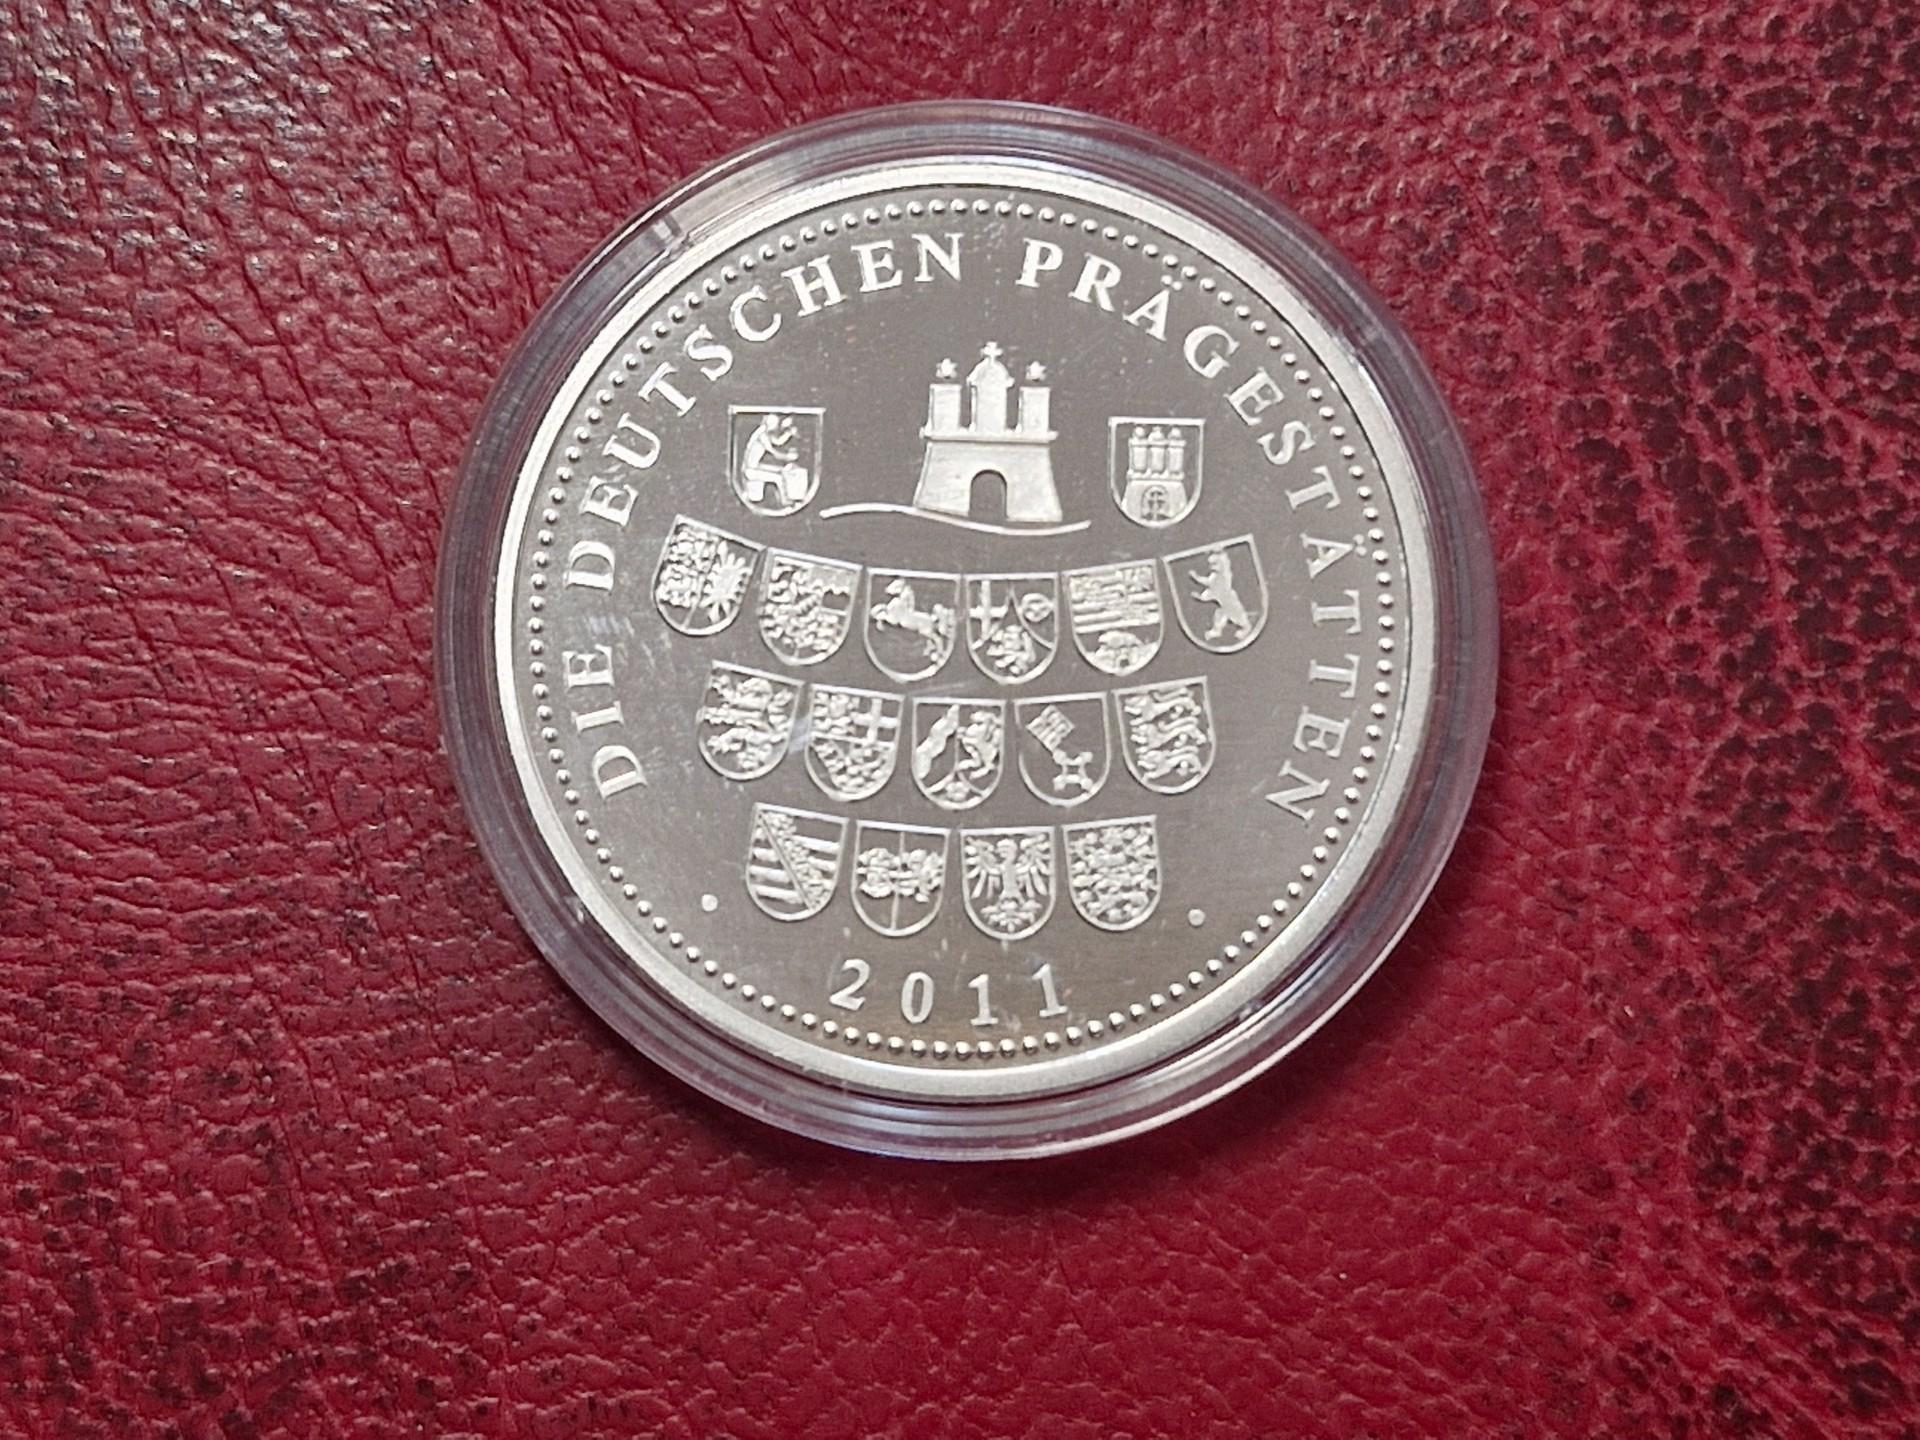 DIE DEUTSCHEN PRÄGESTÄTTEN
2011